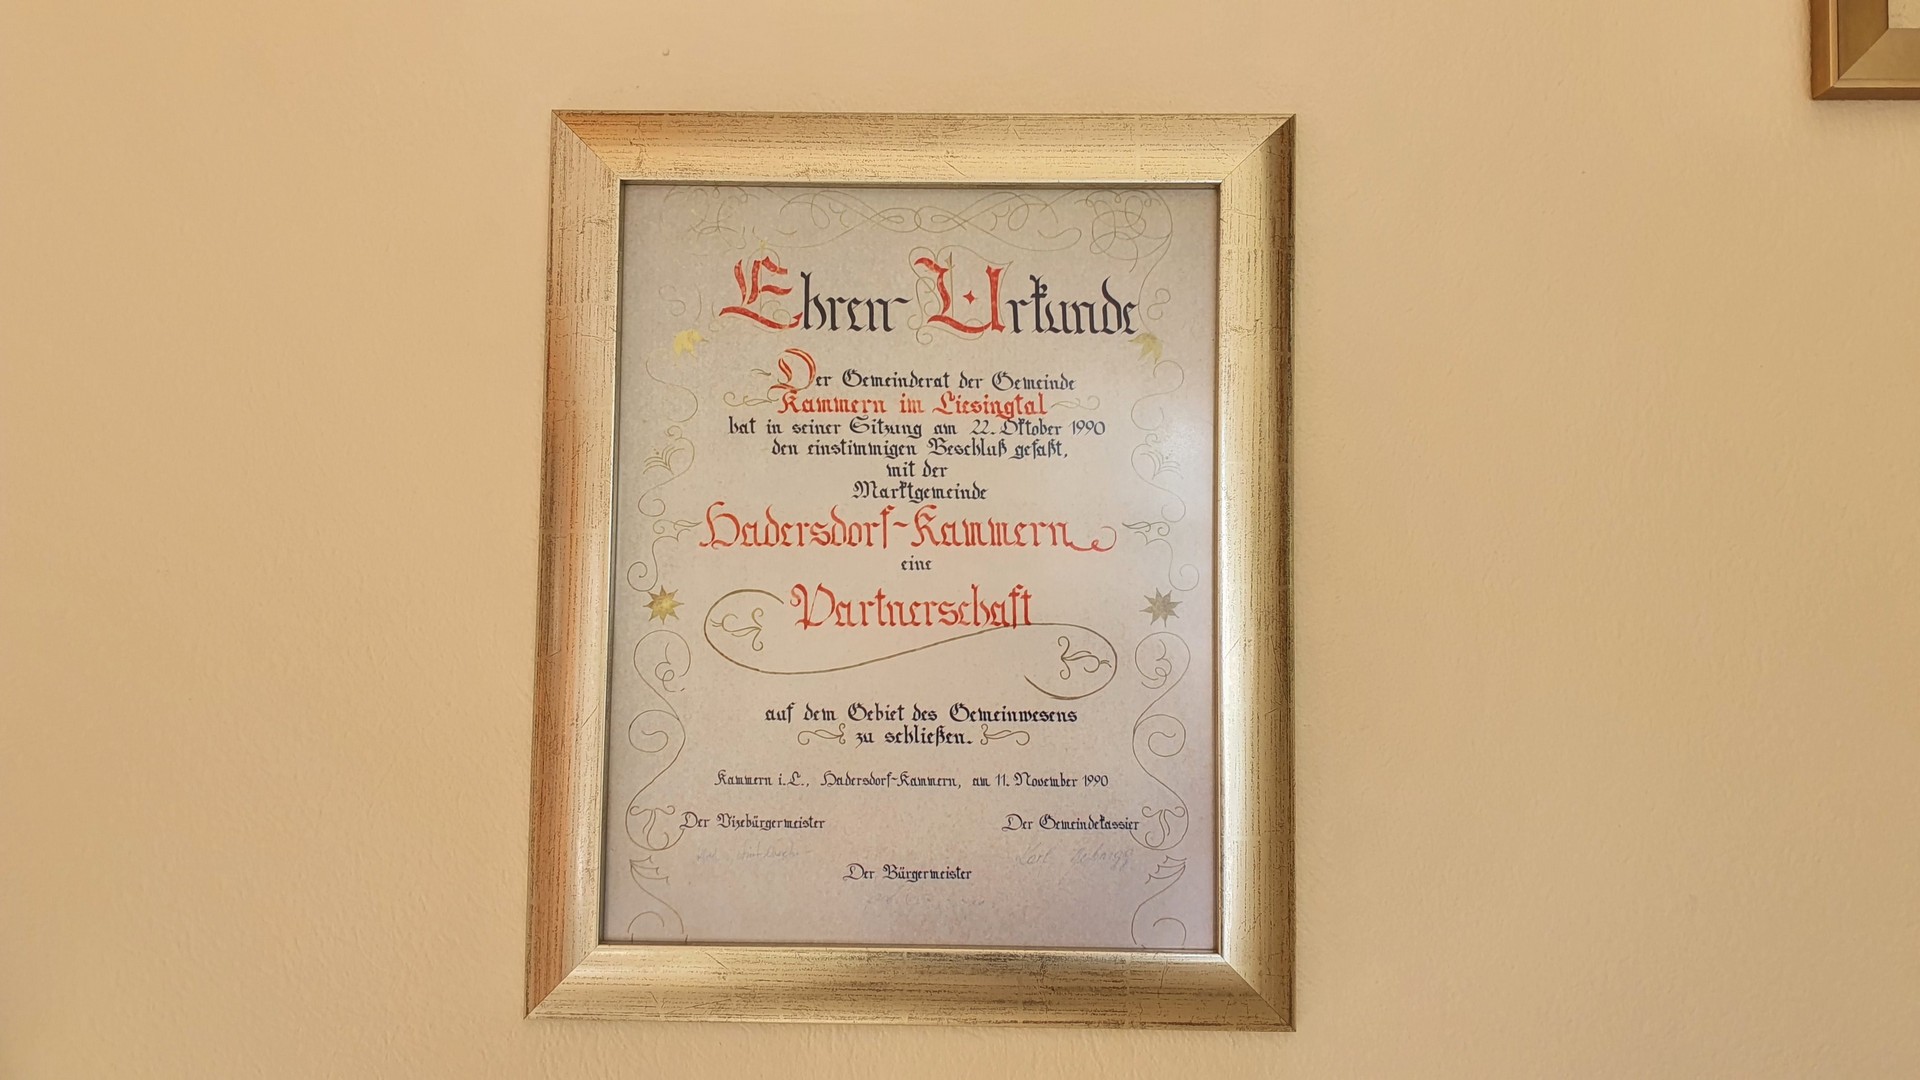 Ehren-Urkunde
Der Gemeinderat der Gemeinde
Kammern im Liesingtal
hat in seiner Sitzung am 22. Oktober 1990
den einstimmigen Beschluß gefaßt,
mit der
Marktgemeinde
Hadersdorf-Kammern
eine
Partnerschaft
auf dem Gebiet des Gemeinwesens
zu schließen.
Kammern i. L., Hadersdorf-Kammern, am 11. November 1990
Der Vizebürgermeister Der Gemeindekassier
Karl
Der Bürgermeister